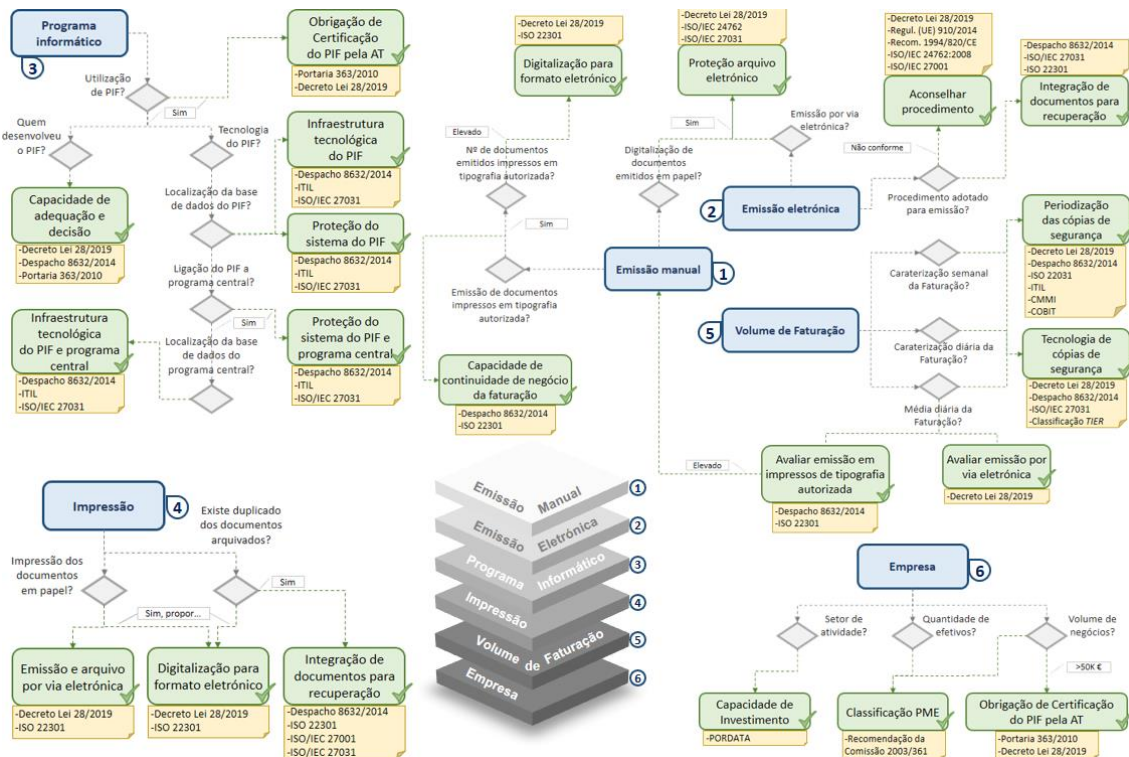 Programa
informático
3
Utilização
de PIF?
Sim
Obrigação de
Certificação
do PIF pela AT
-Portaria 363/2010
-Decreto Lei 28/2019
Quem
desenvolveu
o PIF?
Tecnologia
do PIF?
Capacidade de
adequação e
decisão
-Decreto Lei 28/2019
-Despacho 8632/2014
-Portaria 363/2010
Localização da base
de dados do PIF?
Infraestrutura
tecnológica
do PIF
-Despacho 8632/2014
-ITIL
-ISO/IEC 27031
Proteção do
sistema do PIF
-Despacho 8632/2014
-ITIL
-ISO/IEC 27031
Ligação do PIF a
programa central?
Sim
Localização da base
de dados do
programa central?
Infraestrutura
tecnológica
do PIF e programa
central
-Despacho 8632/2014
-ITIL
-ISO/IEC 27031
Proteção do
sistema do PIF e
programa central
-Despacho 8632/2014
-ITIL
-ISO/IEC 27031
-Decreto Lei 28/2019
-ISO 22301
Digitalização para
formato eletrónico
Elevado
Nº de documentos
emitidos impressos em
tipografia autorizada?
Sim
Emissão de documentos
impressos em tipografia
autorizada?
Capacidade de
continuidade de negócio
da faturação
-Despacho 8632/2014
-ISO 22301
-Decreto Lei 28/2019
-ISO/IEC 24762
-ISO/IEC 27031
Proteção arquivo
eletrónico
Sim
Digitalização de
documentos
emitidos em papel?
Emissão manual
1
Emissão por via
eletrónica?
2
Emissão eletrónica
-Decreto Lei 28/2019
-Regul. (UE) 910/2014
-Recom. 1994/820/CE
-ISO/IEC 24762:2008
-ISO/IEC 27001
Aconselhar
procedimento
Não conforme
Procedimento adotado
para emissão?
-Despacho 8632/2014
-ISO/IEC 27031
-ISO 22301
Integração de
documentos para
recuperação
5
Volume de Faturação
Caraterização semanal
da Faturação?
Caraterização diária da
Faturação?
Média diária da
Faturação?
Periodização
das cópias de
segurança
-Decreto Lei 28/2019
-Despacho 8632/2014
-ISO 22031
-ITIL
-CMMI
-COBIT
Tecnologia de
cópias de
segurança
-Decreto Lei 28/2019
-Despacho 8632/2014
-ISO/IEC 27031
-Classificação TIER
Elevado
Avaliar emissão em
impressos de tipografia
autorizada
-Despacho 8632/2014
-ISO 22301
Avaliar emissão por
via eletrónica
-Decreto Lei 28/2019
Impressão
4
Existe duplicado
dos documentos
arquivados?
Impressão dos
documentos
em papel?
Sim
Sim, propor...
Emissão e arquivo
por via eletrónica
-Decreto Lei 28/2019
-ISO 22301
Digitalização para
formato eletrónico
-Decreto Lei 28/2019
-ISO 22301
Integração de
documentos para
recuperação
-Despacho 8632/2014
-ISO 22301
-ISO/IEC 27001
-ISO/IEC 27031
Emissão Manual
1
Emissão Eletrónica
2
Programa Informático
3
Impressão
4
Volume de Faturação
5
Empresa
6
Empresa
6
Setor de
atividade?
Quantidade de
efetivos?
Volume de
negócios?
>50K €
Capacidade de
Investimento
-PORDATA
Classificação PME
-Recomendação da
Comissão 2003/361
Obrigação de Certificação
do PIF pela AT
-Portaria 363/2010
-Decreto Lei 28/2019